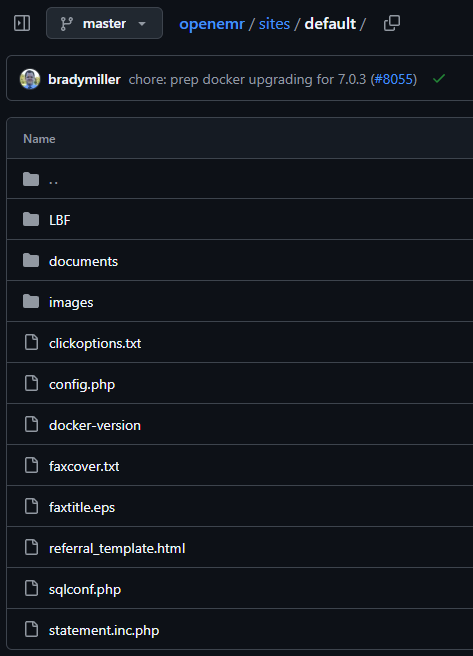 master openemr / sites / default /
bradymiller chore: prep docker upgrading for 7.0.3 (#8055)
Name
..
LBF
documents
images
clickoptions.txt
config.php
docker-version
faxcover.txt
faxtitle.eps
referral_template.html
sqlconf.php
statement.inc.php